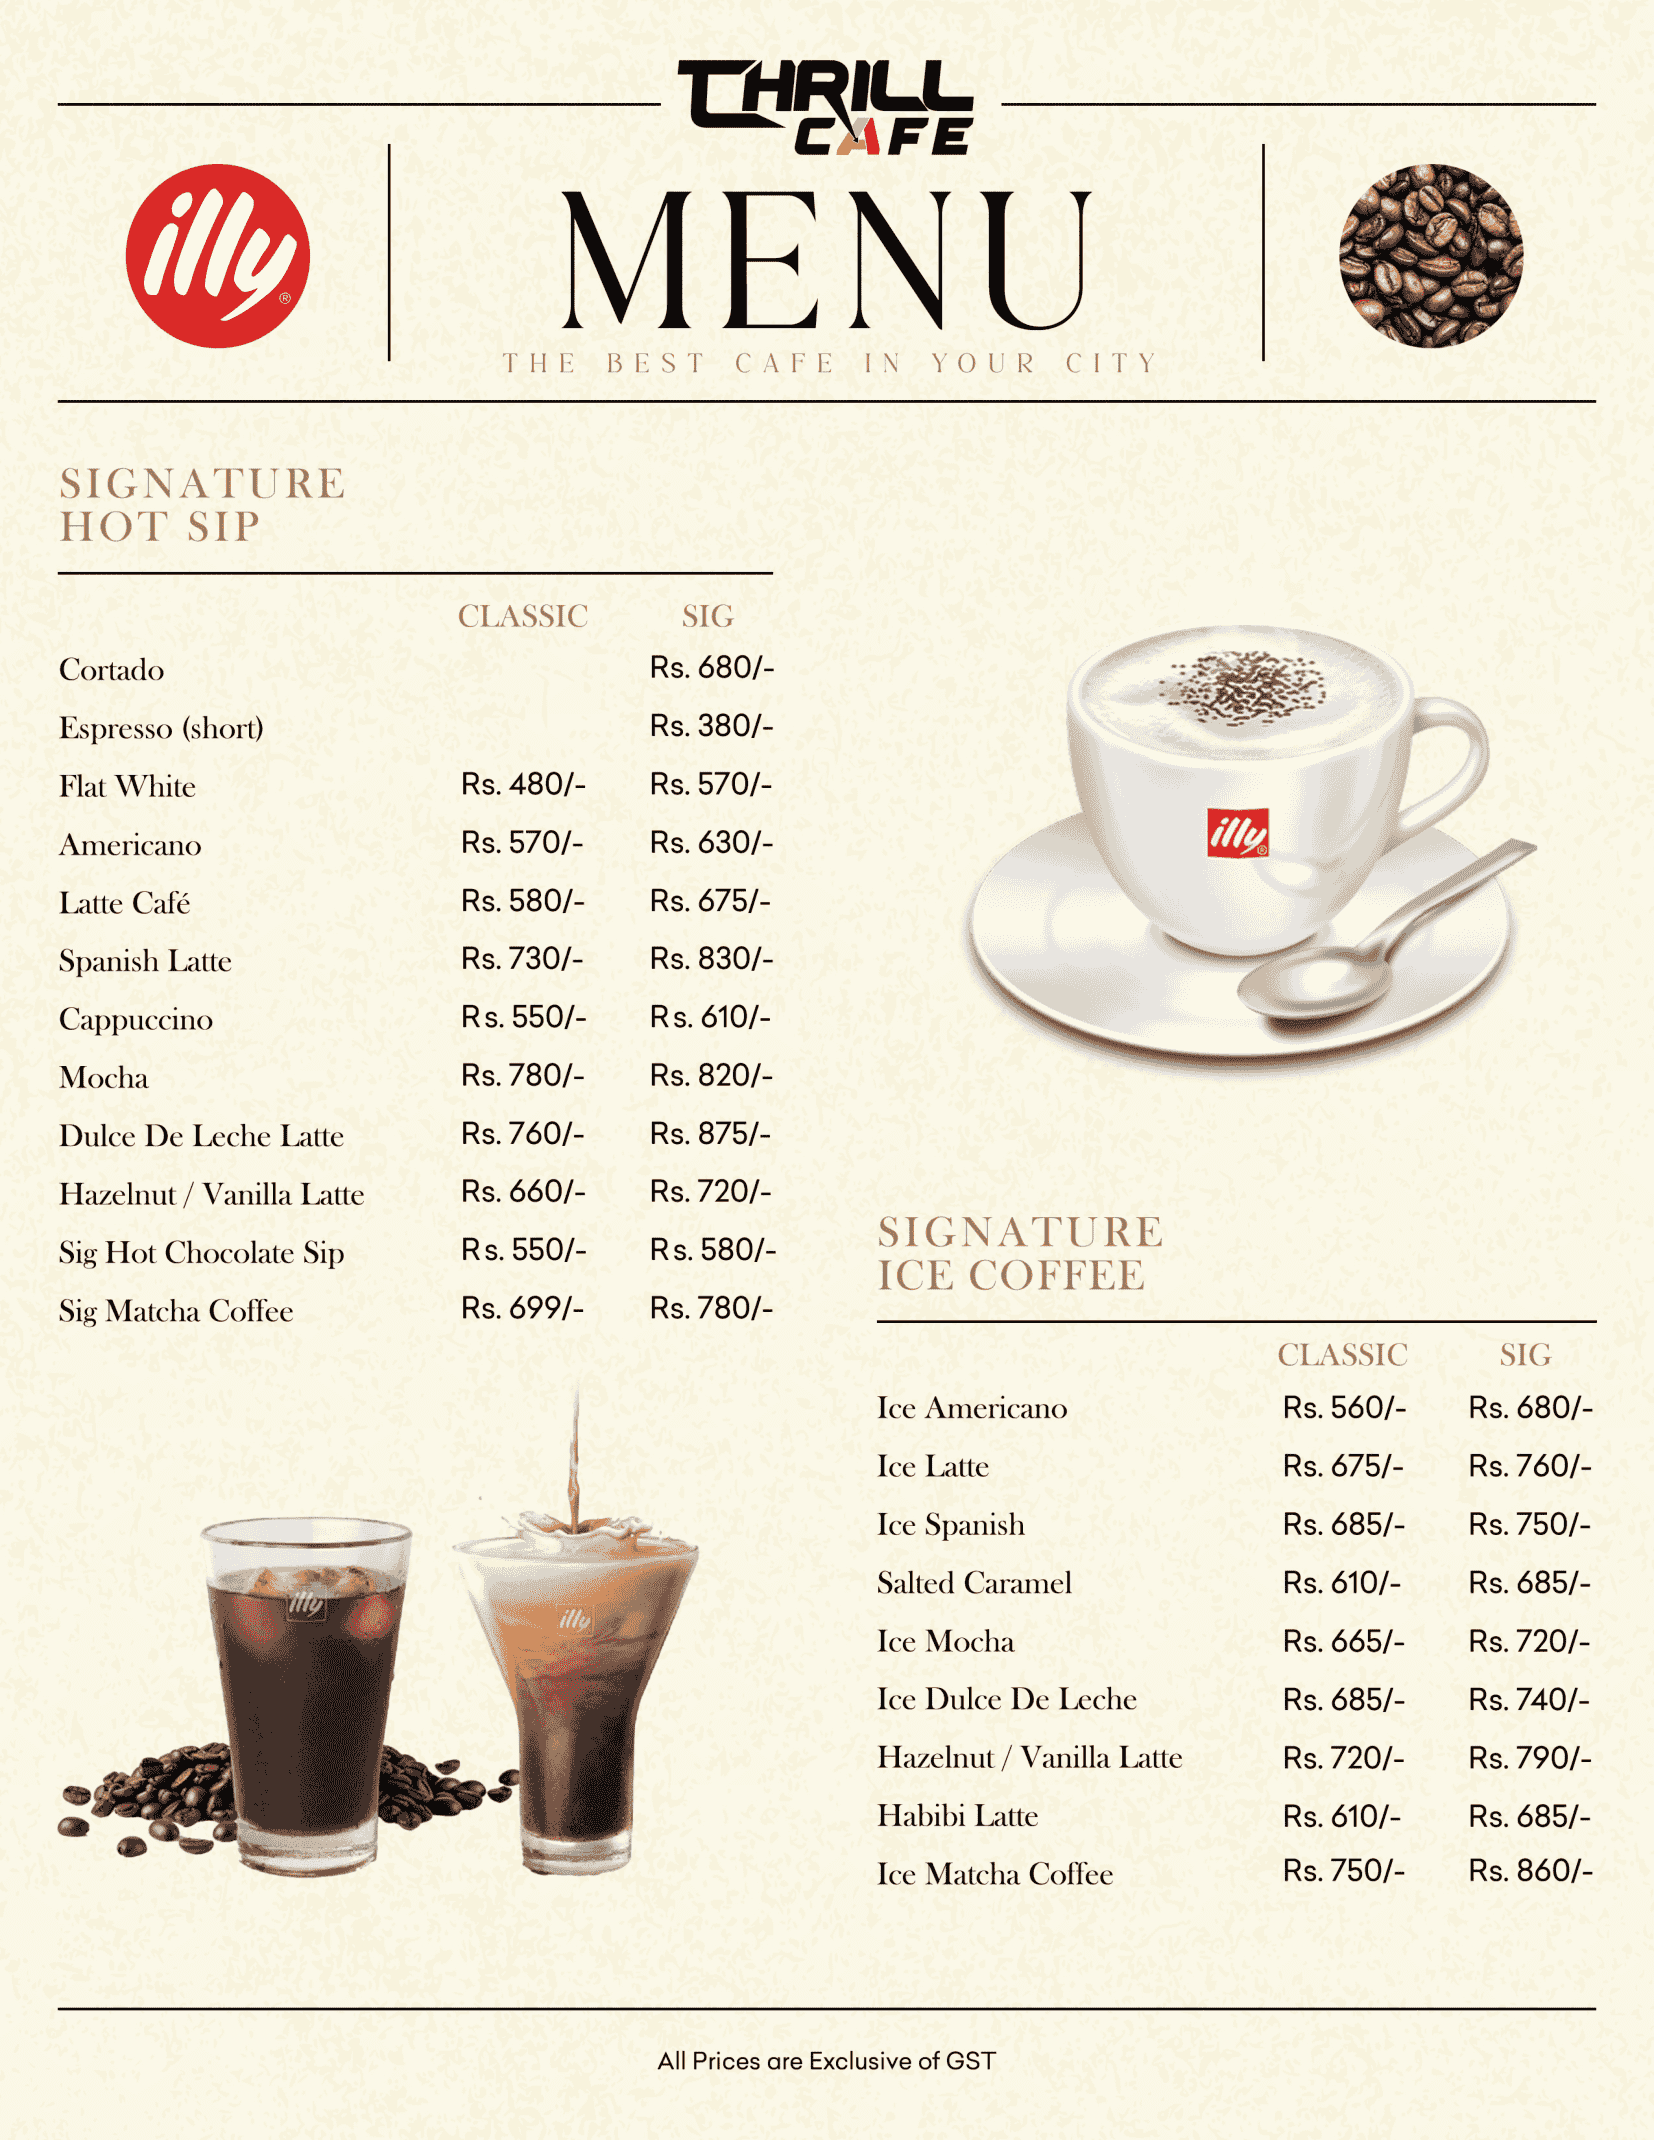 THRILL
CAFE
illy®
MENU
THE BEST CAFE IN YOUR CITY
SIGNATURE
HOT SIP
CLASSIC SIG
Cortado Rs. 680/-
Espresso (short) Rs. 380/-
Flat White Rs. 480/- Rs. 570/-
Americano Rs. 570/- Rs. 630/-
Latte Café Rs. 580/- Rs. 675/-
Spanish Latte Rs. 730/- Rs. 830/-
Cappuccino Rs. 550/- Rs. 610/-
Mocha Rs. 780/- Rs. 820/-
Dulce De Leche Latte Rs. 760/- Rs. 875/-
Hazelnut / Vanilla Latte Rs. 660/- Rs. 720/-
Sig Hot Chocolate Sip Rs. 550/- Rs. 580/-
Sig Matcha Coffee Rs. 699/- Rs. 780/-
illy®
SIGNATURE
ICE COFFEE
CLASSIC SIG
Ice Americano Rs. 560/- Rs. 680/-
Ice Latte Rs. 675/- Rs. 760/-
Ice Spanish Rs. 685/- Rs. 750/-
Salted Caramel Rs. 610/- Rs. 685/-
Ice Mocha Rs. 665/- Rs. 720/-
Ice Dulce De Leche Rs. 685/- Rs. 740/-
Hazelnut / Vanilla Latte Rs. 720/- Rs. 790/-
Habibi Latte Rs. 610/- Rs. 685/-
Ice Matcha Coffee Rs. 750/- Rs. 860/-
illy
illy
All Prices are Exclusive of GST